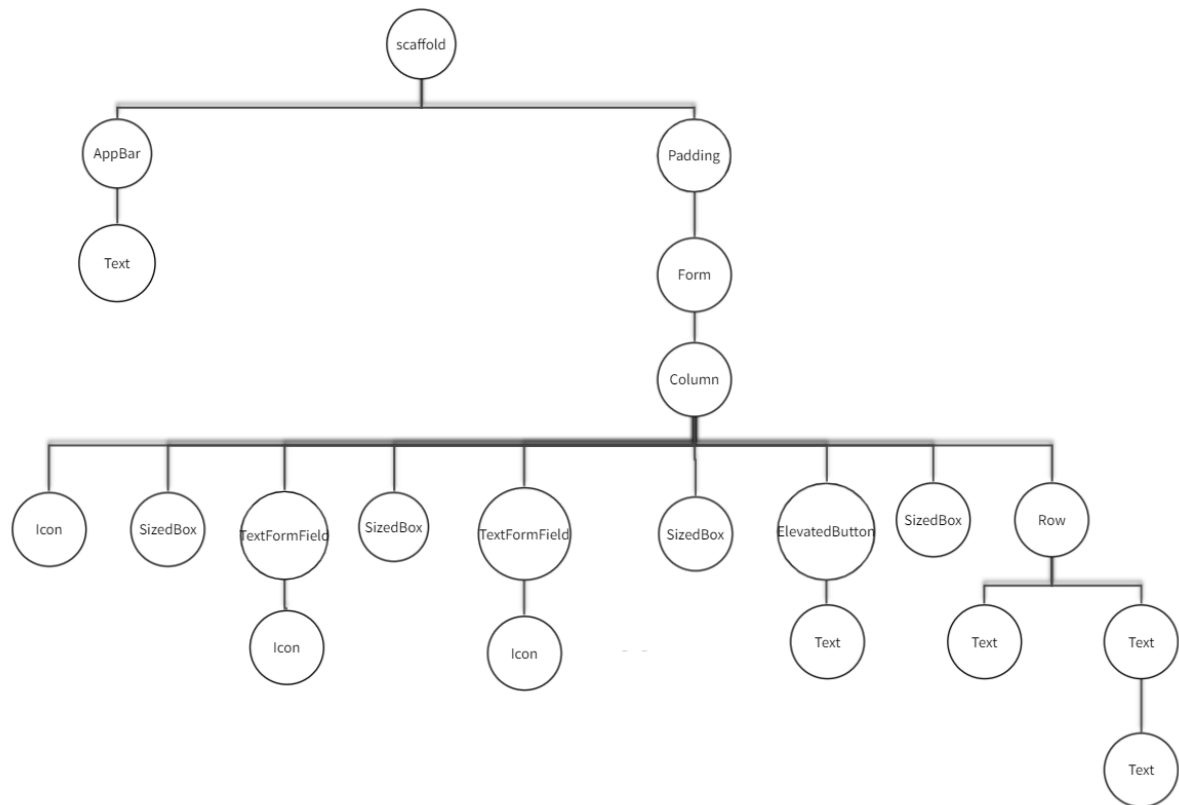 scaffold
AppBar
Padding
Text
Form
Column
Icon
SizedBox
TextFormField
SizedBox
TextFormField
SizedBox
ElevatedButton
SizedBox
Row
Icon
Icon
Text
Text
Text
Text